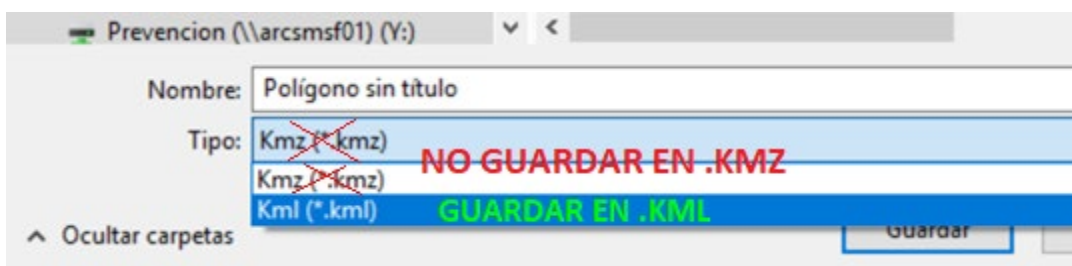 Prevencion (\\arcsmsf01) (Y:)
Nombre: Polígono sin título
Tipo: Kmz (*.kmz)
NO GUARDAR EN .KMZ
Kmz (*.kmz)
Kml (*.kml) GUARDAR EN .KML
Ocultar carpetas Guardar